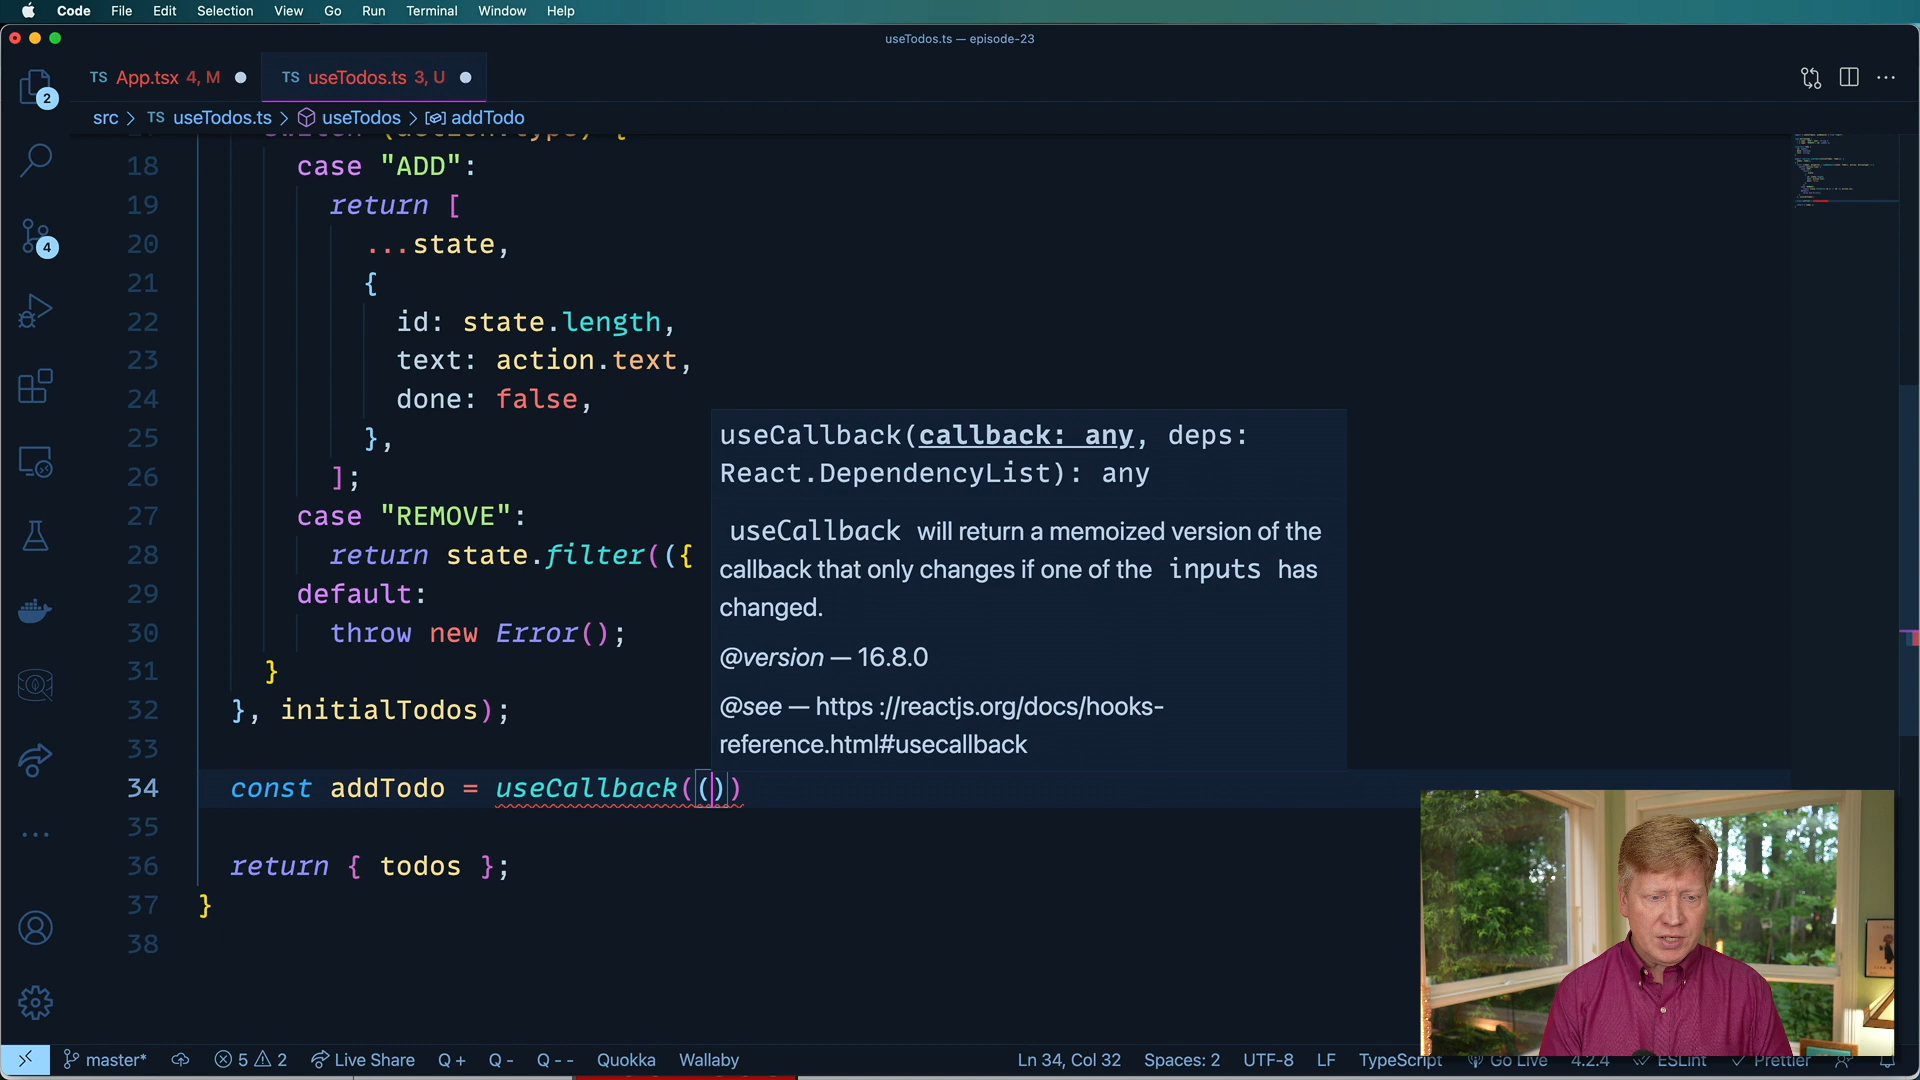 Code File Edit Selection View Go Run Terminal Window Help
useTodos.ts — episode-23
TS App.tsx 4, M
TS useTodos.ts 3, U
src > TS useTodos.ts > useTodos > addTodo
2
4
switch (action.type) {
18 case "ADD":
19 return [
20 ...state,
21 {
22 id: state.length,
23 text: action.text,
24 done: false,
25 },
26 ];
27 case "REMOVE":
28 return state.filter(({
29 default:
30 throw new Error();
31 }
32 }, initialTodos);
33
34 const addTodo = useCallback(())
35
36 return { todos };
37 }
38
useCallback(callback: any, deps:
React.DependencyList): any
useCallback will return a memoized version of the
callback that only changes if one of the inputs has
changed.
@version — 16.8.0
@see — https ://reactjs.org/docs/hooks-
reference.html#usecallback
master* 5 2 Live Share Q + Q - Q - - Quokka Wallaby Ln 34, Col 32 Spaces: 2 UTF-8 LF TypeScript Go Live 4.2.4 ESLint Prettier